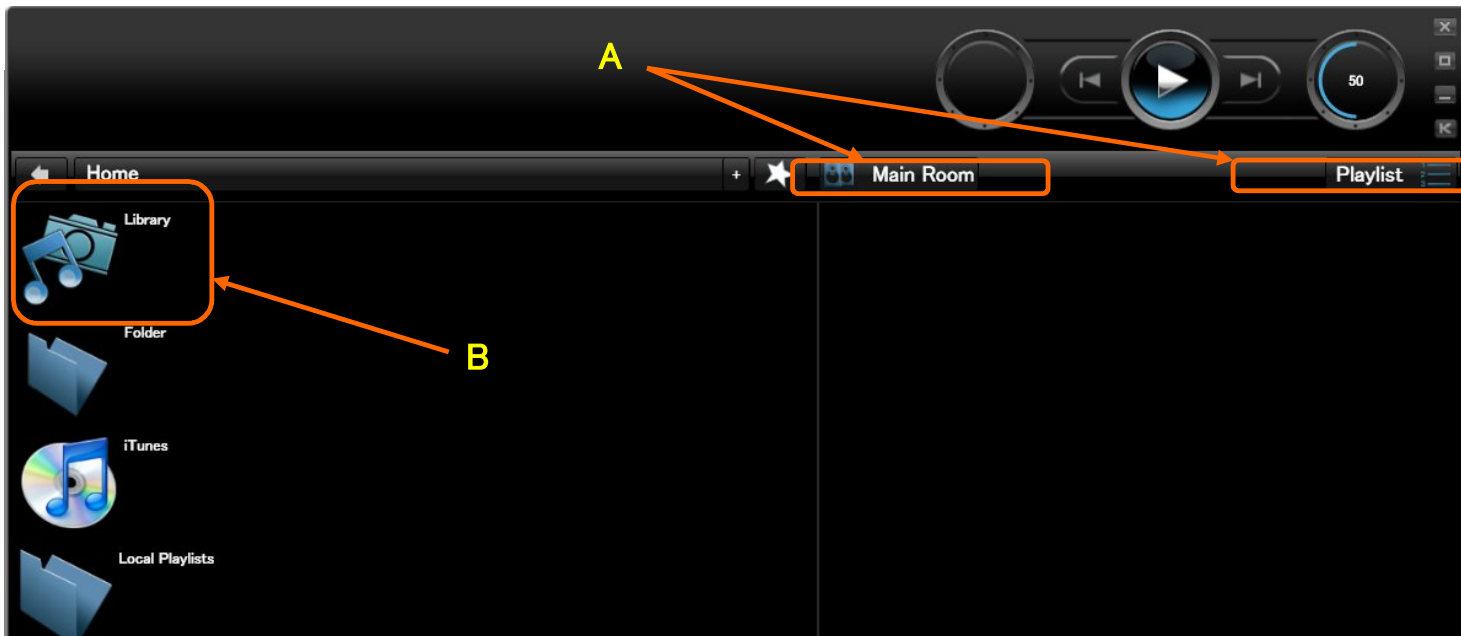 A
50
Home
+
Main Room
Playlist
Library
Folder
B
iTunes
Local Playlists